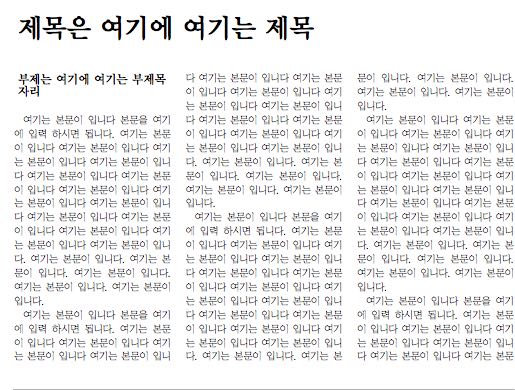 제목은 여기에 여기는 제목
부제는 여기에 여기는 부제목
자리
여기는 본문이 입니다 본문을 여기
에 입력 하시면 됩니다. 여기는 본문
이 입니다 여기는 본문이 입니다 여기
는 본문이 입니다 여기는 본문이 입니
다 여기는 본문이 입니다 여기는 본문
이 입니다 여기는 본문이 입니다 여기
는 본문이 입니다 여기는 본문이 입니
다 여기는 본문이 입니다 여기는 본문
이 입니다 여기는 본문이 입니다 여기
는 본문이 입니다 여기는 본문이 입니
다. 여기는 본문이 입니다. 여기는 본
문이 입니다. 여기는 본문이 입니다.
여기는 본문이 입니다. 여기는 본문이
입니다.
여기는 본문이 입니다 본문을 여기
에 입력 하시면 됩니다. 여기는 본문
이 입니다 여기는 본문이 입니다 여기
는 본문이 입니다 여기는 본문이 입니
다 여기는 본문이 입니다 여기는 본문
이 입니다 여기는 본문이 입니다 여기
는 본문이 입니다 여기는 본문이 입니
다 여기는 본문이 입니다 여기는 본문
이 입니다 여기는 본문이 입니다 여기
는 본문이 입니다 여기는 본문이 입니
다. 여기는 본문이 입니다. 여기는 본
문이 입니다. 여기는 본문이 입니다.
여기는 본문이 입니다. 여기는 본문이
입니다.
여기는 본문이 입니다 본문을 여기
에 입력 하시면 됩니다. 여기는 본문
이 입니다 여기는 본문이 입니다 여기
는 본문이 입니다 여기는 본문이 입니
다 여기는 본문이 입니다 여기는 본문
이 입니다 여기는 본문이 입니다 여기
는 본문이 입니다 여기는 본문이 입니
다 여기는 본문이 입니다 여기는 본문
이 입니다 여기는 본문이 입니다 여기
는 본문이 입니다 여기는 본문이 입니
다. 여기는 본문이 입니다. 여기는 본
문이 입니다. 여기는 본문이 입니다.
여기는 본문이 입니다. 여기는 본문이
입니다.
여기는 본문이 입니다 여기는 본문
이 입니다 여기는 본문이 입니다 여기
는 본문이 입니다 여기는 본문이 입니
다 여기는 본문이 입니다 여기는 본문
이 입니다 여기는 본문이 입니다 여기
는 본문이 입니다 여기는 본문이 입니
다 여기는 본문이 입니다 여기는 본문
이 입니다 여기는 본문이 입니다 여기
는 본문이 입니다 여기는 본문이 입니
다. 여기는 본문이 입니다. 여기는 본
문이 입니다. 여기는 본문이 입니다.
여기는 본문이 입니다. 여기는 본문이
입니다.
여기는 본문이 입니다 본문을 여기
에 입력 하시면 됩니다. 여기는 본문
이 입니다 여기는 본문이 입니다 여기
는 본문이 입니다 여기는 본문이 입니
다 여기는 본문이 입니다 여기는 본문